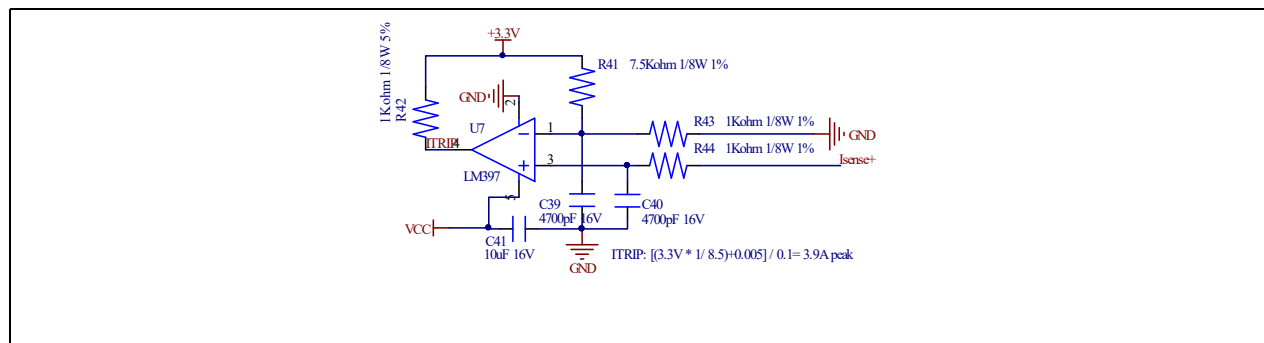 +3.3V
1Kohm 1/8W 5%
R42
R41 7.5Kohm 1/8W 1%
GND
2
U7
ITRIP
4
1
R43 1Kohm 1/8W 1%
GND
R44 1Kohm 1/8W 1%
3
Isense+
LM397
5
C39
4700pF 16V
C40
4700pF 16V
VCC
C41
10uF 16V
GND
ITRIP: [(3.3V * 1/ 8.5)+0.005] / 0.1= 3.9A peak